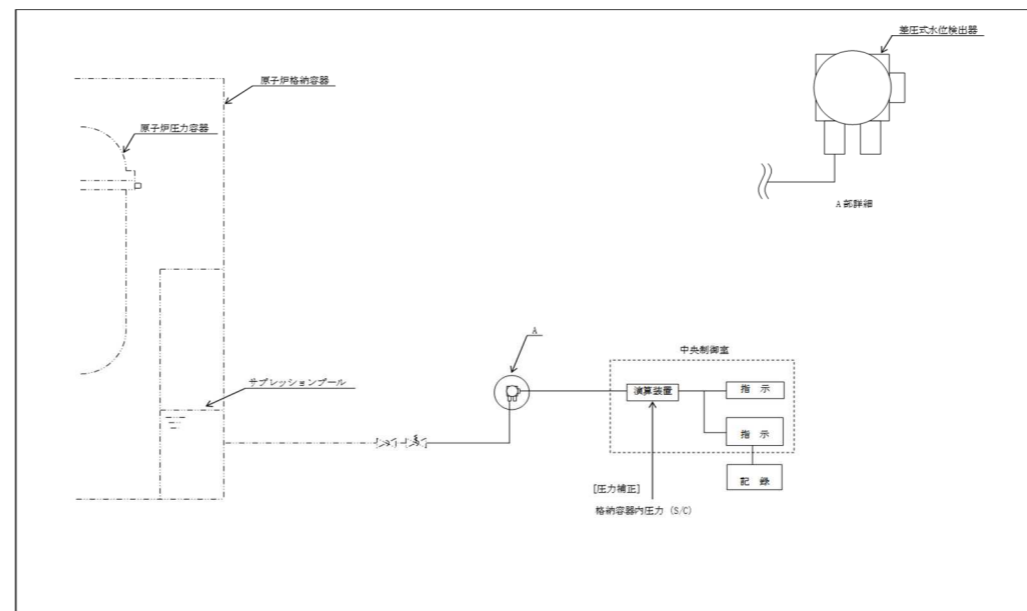 差圧式水位検出器
原子炉格納容器
原子炉圧力容器
A部詳細
A
中央制御室
サプレッションプール
演算装置
指 示
指 示
記 録
[圧力補正]
格納容器内圧力 (S/C)